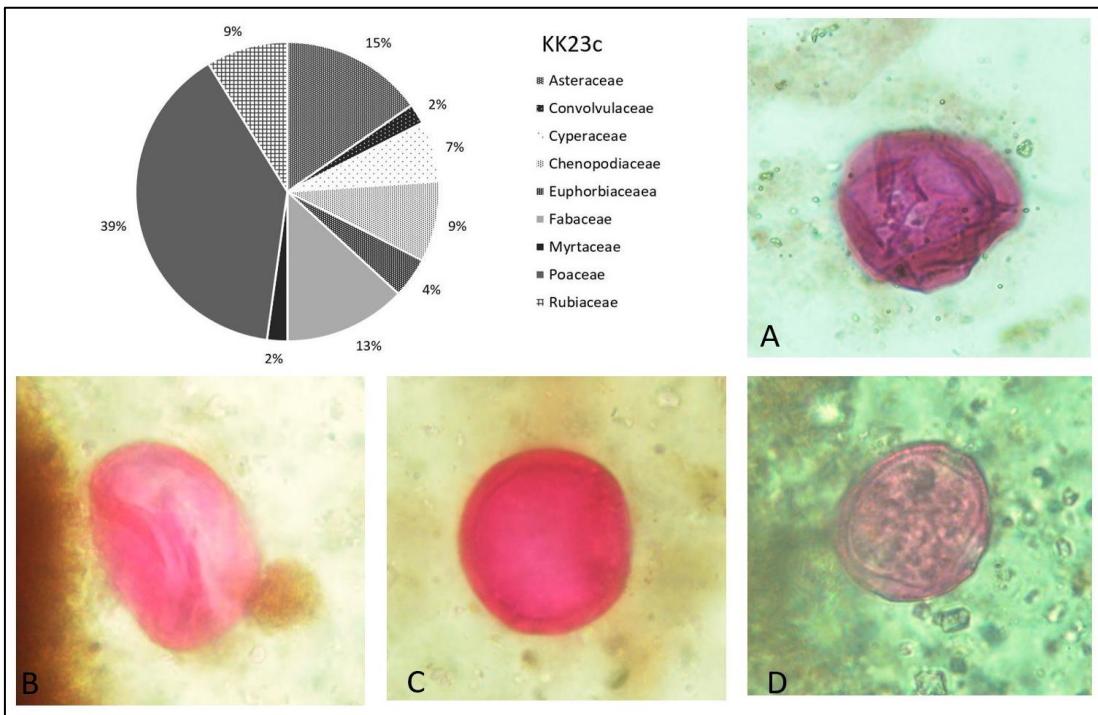 KK23c
Asteraceae
Convolvulaceae
Cyperaceae
Chenopodiaceae
Euphorbiaceaea
Fabaceae
Myrtaceae
Poaceae
Rubiaceae
15%
2%
7%
9%
4%
13%
2%
39%
9%
A
B
C
D